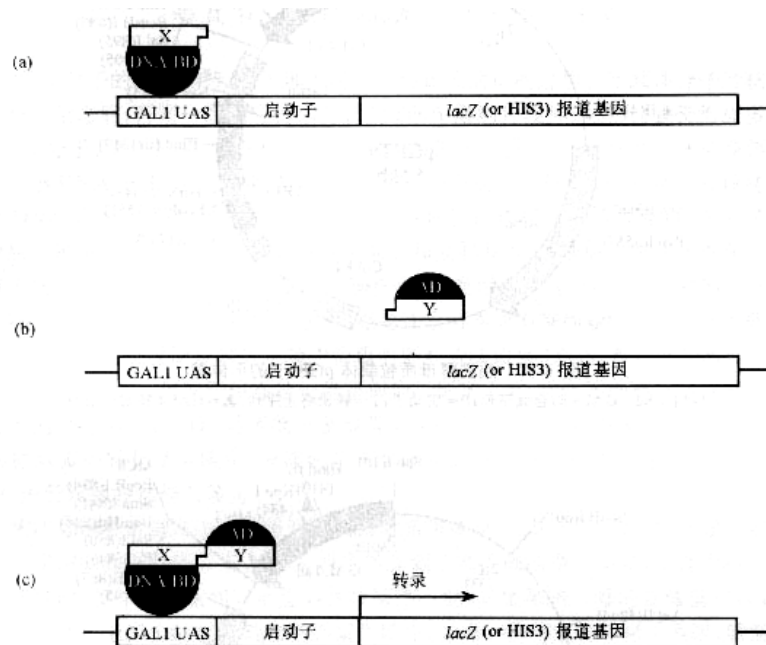 X
(a)
DNA-BD
GAL1 UAS 启动子 lacZ (or HIS3) 报道基因
AD
Y
(b)
GAL1 UAS 启动子 lacZ (or HIS3) 报道基因
AD
X Y
(c)
DNA-BD
转录
GAL1 UAS 启动子 lacZ (or HIS3) 报道基因